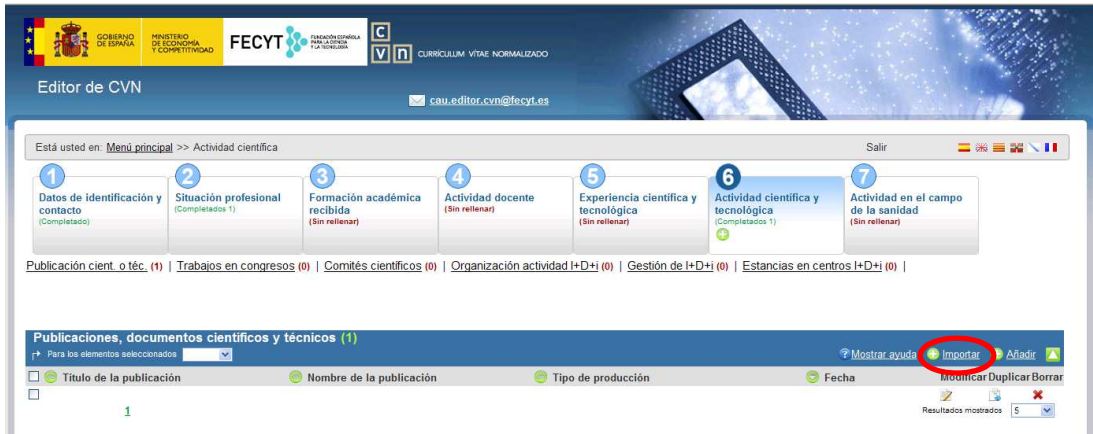 GOBIERNO DE ESPAÑA
MINISTERIO DE ECONOMÍA Y COMPETITIVIDAD
FECYT
FUNDACIÓN ESPAÑOLA PARA LA CIENCIA Y LA TECNOLOGÍA
C V n CURRÍCULUM VITAE NORMALIZADO
Editor de CVN
cau.editor.cvn@fecyt.es
Está usted en: Menú principal >> Actividad científica
Salir
1
Datos de identificación y contacto
(Completado)
2
Situación profesional
(Completados 1)
3
Formación académica recibida
(Sin rellenar)
4
Actividad docente
(Sin rellenar)
5
Experiencia científica y tecnológica
(Sin rellenar)
6
Actividad científica y tecnológica
(Completados 1)
7
Actividad en el campo de la sanidad
(Sin rellenar)
Publicación cient. o téc. (1) | Trabajos en congresos (0) | Comités científicos (0) | Organización actividad I+D+i (0) | Gestión de I+D+i (0) | Estancias en centros I+D+i (0) |
Publicaciones, documentos científicos y técnicos (1)
Para los elementos seleccionados
Mostrar ayuda Importar Añadir
Título de la publicación Nombre de la publicación Tipo de producción Fecha Modificar Duplicar Borrar
1
Resultados mostrados 5